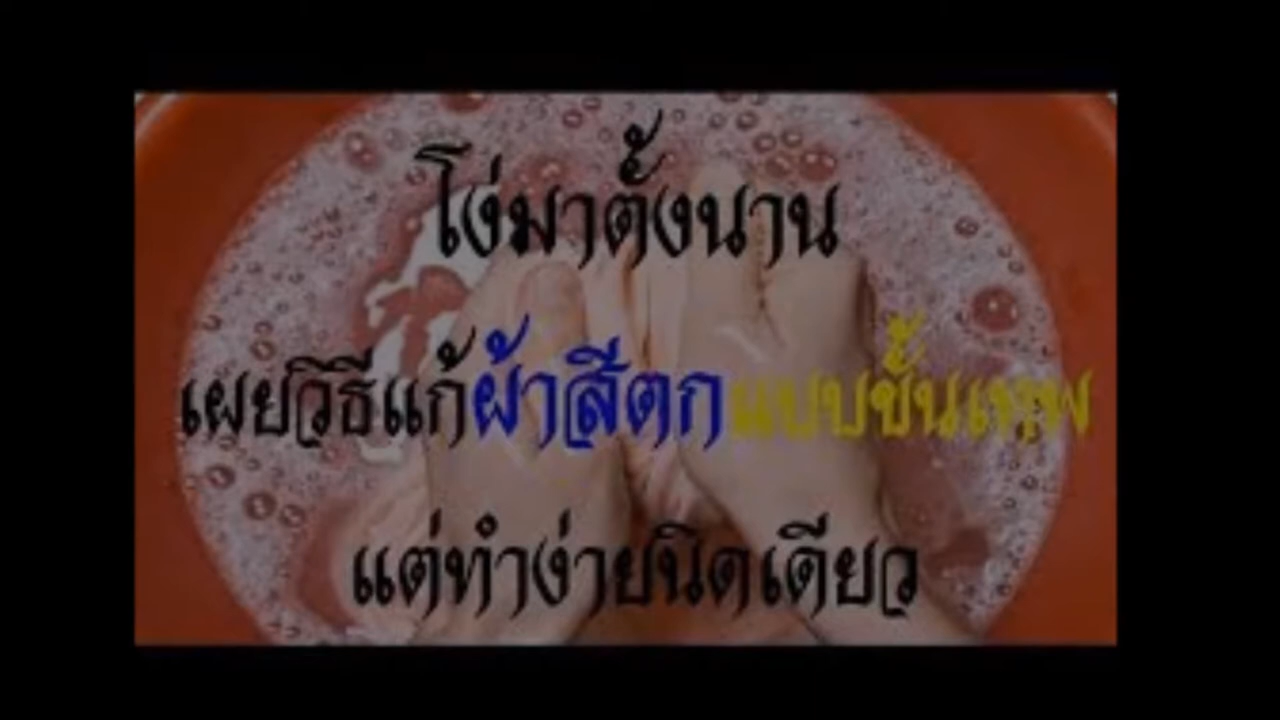 โง่มาตั้งนาน
เผยวิธีแก้ผ้าสีตกแบบขั้นเทพ
แต่ทำง่ายนิดเดียว